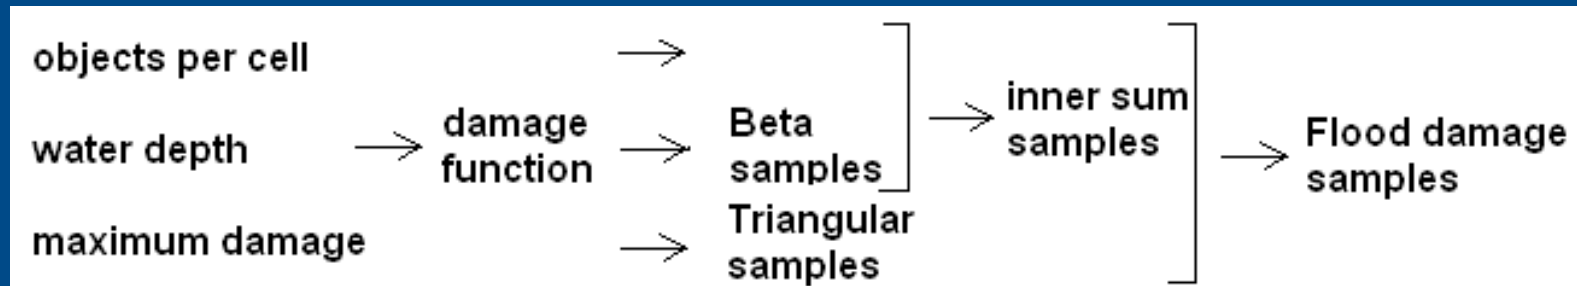 objects per cell
water depth
damage
function
Beta
samples
maximum damage
Triangular
samples
inner sum
samples
Flood damage
samples